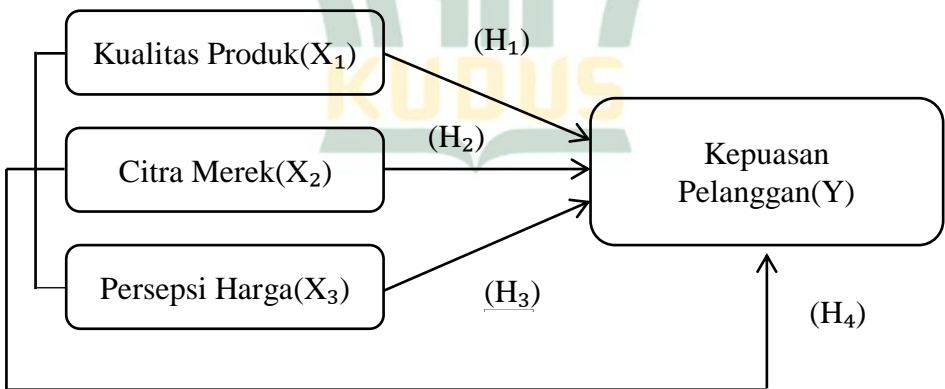 Kualitas Produk(X₁)
(H₁)
KUDUS
Citra Merek(X₂)
(H₂)
Kepuasan
Pelanggan(Y)
Persepsi Harga(X₃)
(H₃)
(H₄)